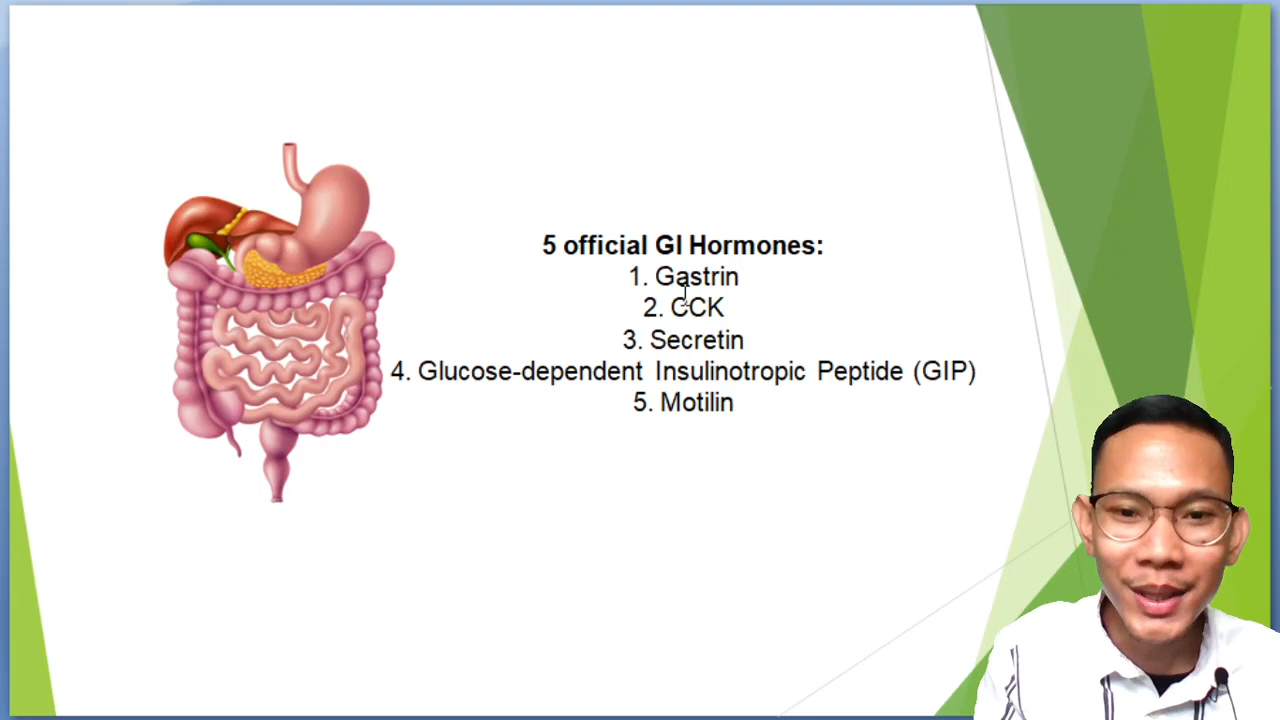 5 official GI Hormones:
1. Gastrin
2. CCK
3. Secretin
4. Glucose-dependent Insulinotropic Peptide (GIP)
5. Motilin